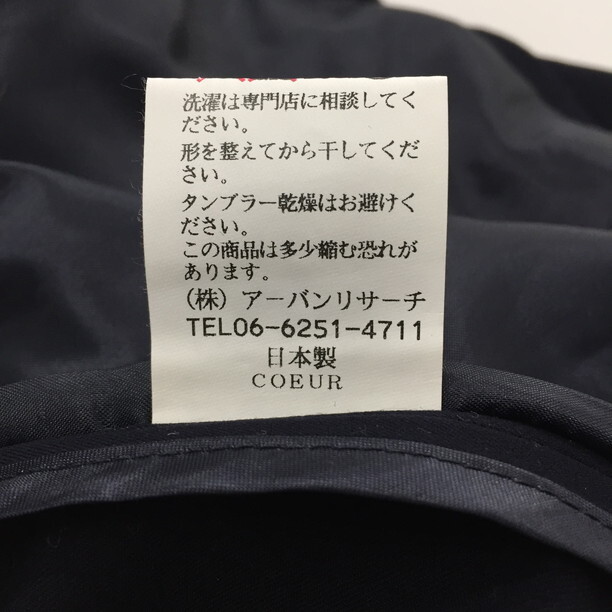 洗濯は専門店に相談してく
ださい。
形を整えてから干してくだ
さい。
タンブラー乾燥はお避けく
ださい。
この商品は多少縮む恐れが
あります。
(株) アーバンリサーチ
TEL06-6251-4711
日本製
COEUR